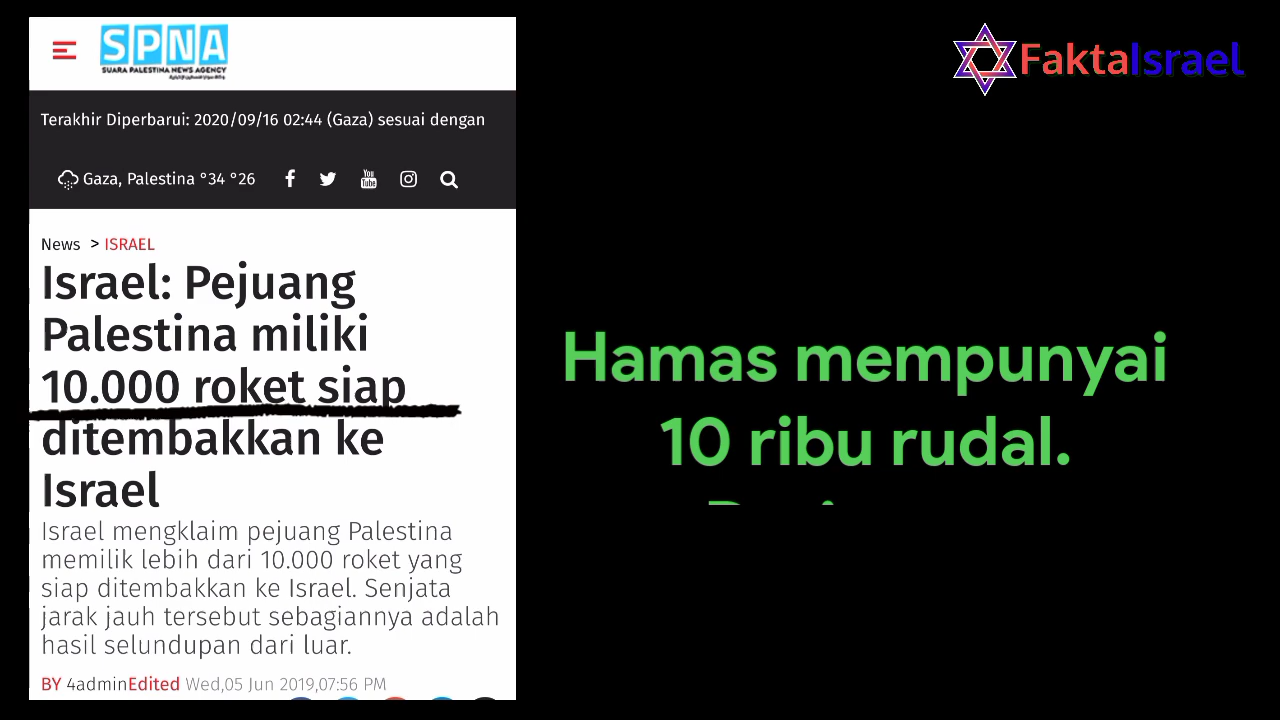 SPNA
SUARA PALESTINA NEWS AGENCY
FaktaIsrael
Terakhir Diperbarui: 2020/09/16 02:44 (Gaza) sesuai dengan
Gaza, Palestina °34 °26
You
Tube
News > ISRAEL
Israel: Pejuang
Palestina miliki
10.000 roket siap
ditembakkan ke
Israel
Israel mengklaim pejuang Palestina
memilik lebih dari 10.000 roket yang
siap ditembakkan ke Israel. Senjata
jarak jauh tersebut sebagiannya adalah
hasil selundupan dari luar.
BY 4adminEdited Wed,05 Jun 2019,07:56 PM
Hamas mempunyai
10 ribu rudal.